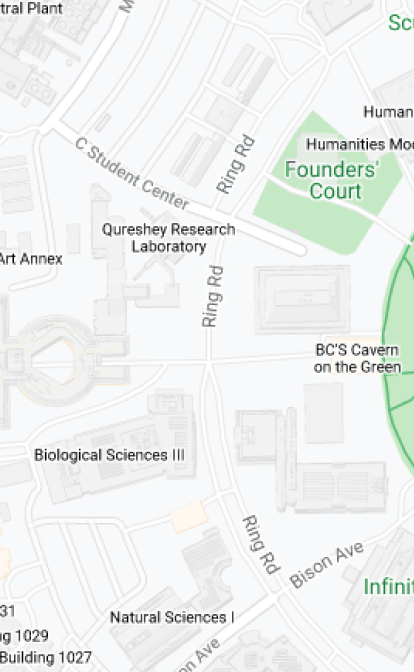 tral Plant
M
Scu
Human
C Student Center
Ring Rd
Humanities Mod
Founders'
Court
Qureshey Research
Laboratory
Art Annex
Ring Rd
BC'S Cavern
on the Green
Biological Sciences III
Ring Rd
Bison Ave
Infinit
31
Natural Sciences I
ng 1029
Building 1027
on Ave